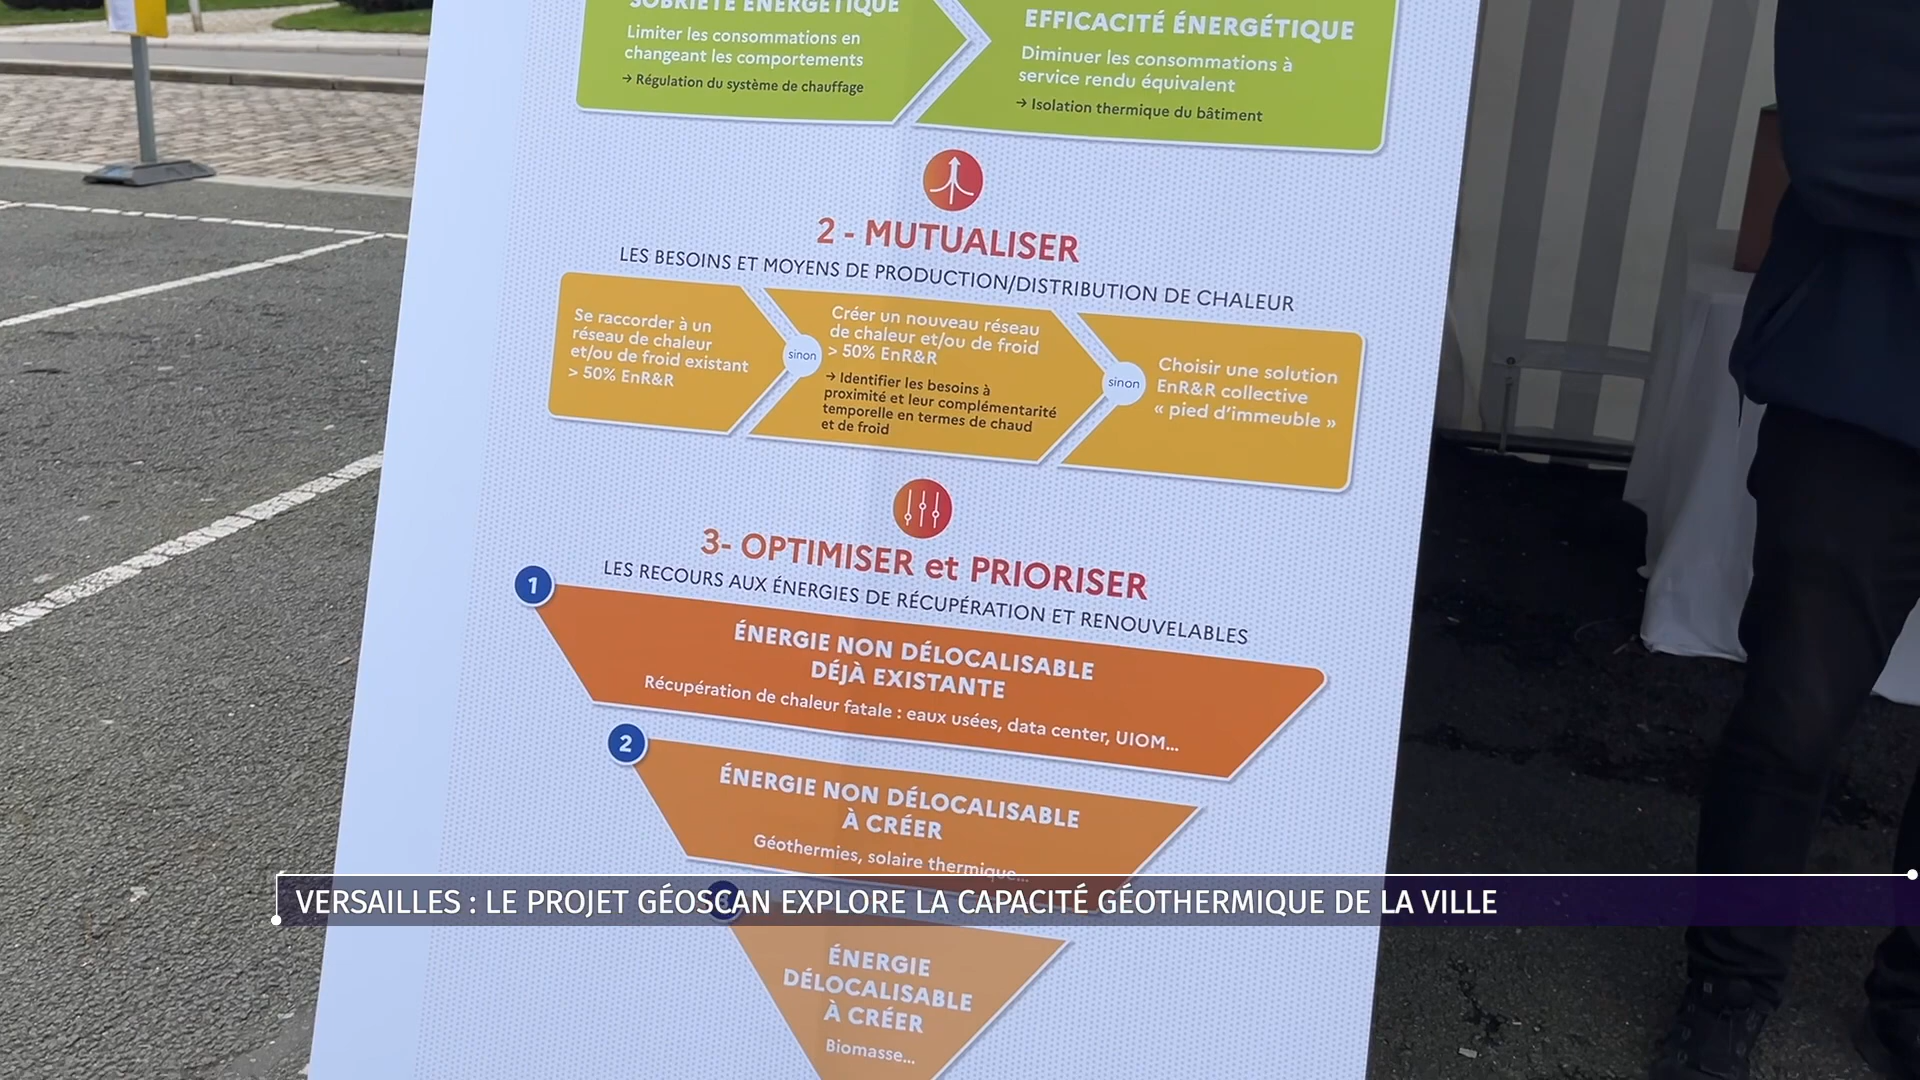 SOBRIÉTÉ ÉNERGÉTIQUE
Limiter les consommations en
changeant les comportements
→ Régulation du système de chauffage
EFFICACITÉ ÉNERGÉTIQUE
Diminuer les consommations à
service rendu équivalent
→ Isolation thermique du bâtiment
2 - MUTUALISER
LES BESOINS ET MOYENS DE PRODUCTION/DISTRIBUTION DE CHALEUR
Se raccorder à un
réseau de chaleur
et/ou de froid existant
> 50% EnR&R
sinon
Créer un nouveau réseau
de chaleur et/ou de froid
> 50% EnR&R
→ Identifier les besoins à
proximité et leur complémentarité
temporelle en termes de chaud
et de froid
sinon
Choisir une solution
EnR&R collective
« pied d'immeuble »
3- OPTIMISER et PRIORISER
LES RECOURS AUX ÉNERGIES DE RÉCUPÉRATION ET RENOUVELABLES
1
ÉNERGIE NON DÉLOCALISABLE
DÉJÀ EXISTANTE
Récupération de chaleur fatale : eaux usées, data center, UIOM...
2
ÉNERGIE NON DÉLOCALISABLE
À CRÉER
Géothermies, solaire thermique...
3
VERSAILLES : LE PROJET GÉOSCAN EXPLORE LA CAPACITÉ GÉOTHERMIQUE DE LA VILLE
ÉNERGIE
DÉLOCALISABLE
À CRÉER
Biomasse...